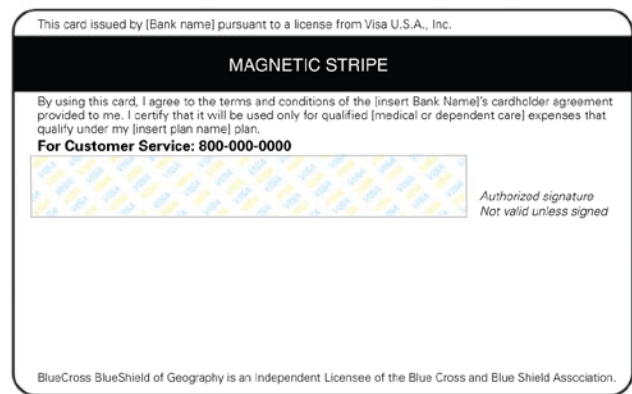 This card issued by [Bank name] pursuant to a license from Visa U.S.A., Inc.
MAGNETIC STRIPE
By using this card, I agree to the terms and conditions of the [insert Bank Name]'s cardholder agreement
provided to me. I certify that it will be used only for qualified [medical or dependent care] expenses that
qualify under my [insert plan name] plan.
For Customer Service: 800-000-0000
Authorized signature
Not valid unless signed
BlueCross BlueShield of Geography is an Independent Licensee of the Blue Cross and Blue Shield Association.